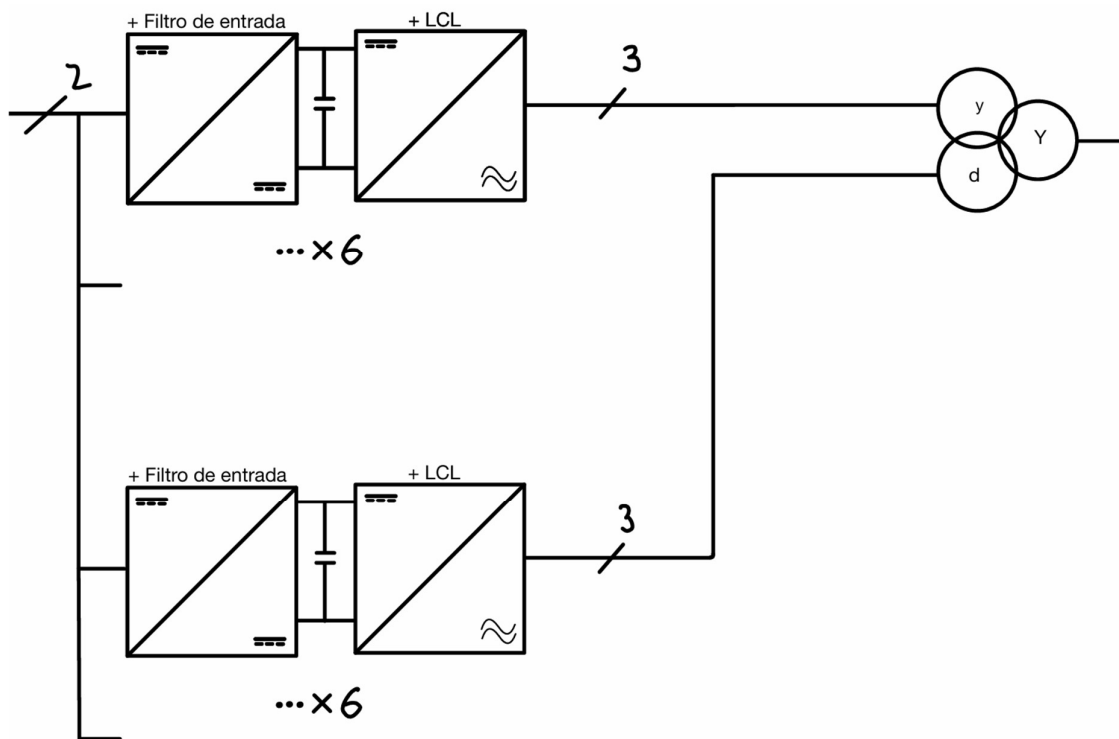 + Filtro de entrada
+ LCL
2
3
y
Y
d
... × 6
+ Filtro de entrada
+ LCL
3
... × 6